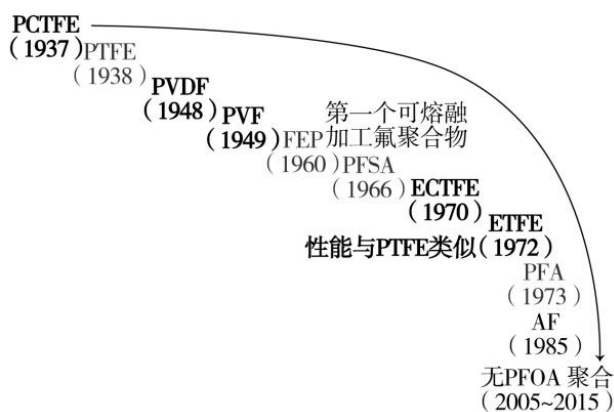 PCTFE
(1937)
PTFE
(1938)
PVDF
(1948)
PVF
(1949)
第一个可熔融
加工氟聚合物
FEP
(1960)
PFSA
(1966)
ECTFE
(1970)
ETFE
性能与PTFE类似(1972)
PFA
(1973)
AF
(1985)
无PFOA 聚合
(2005~2015)